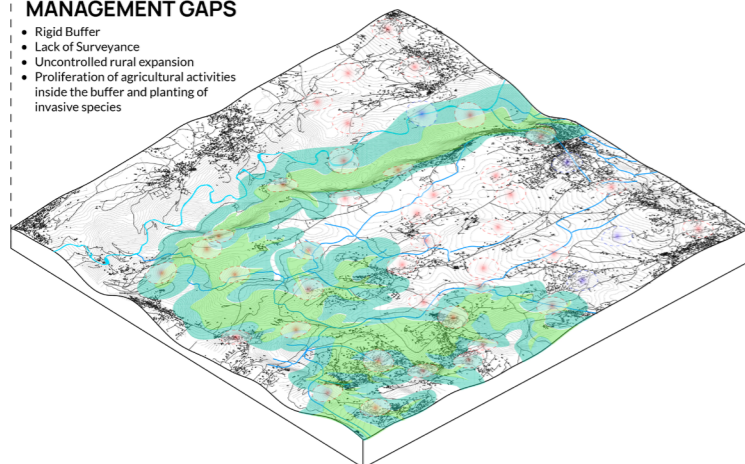 MANAGEMENT GAPS
• Rigid Buffer
• Lack of Surveyance
• Uncontrolled rural expansion
• Proliferation of agricultural activities
inside the buffer and planting of
invasive species